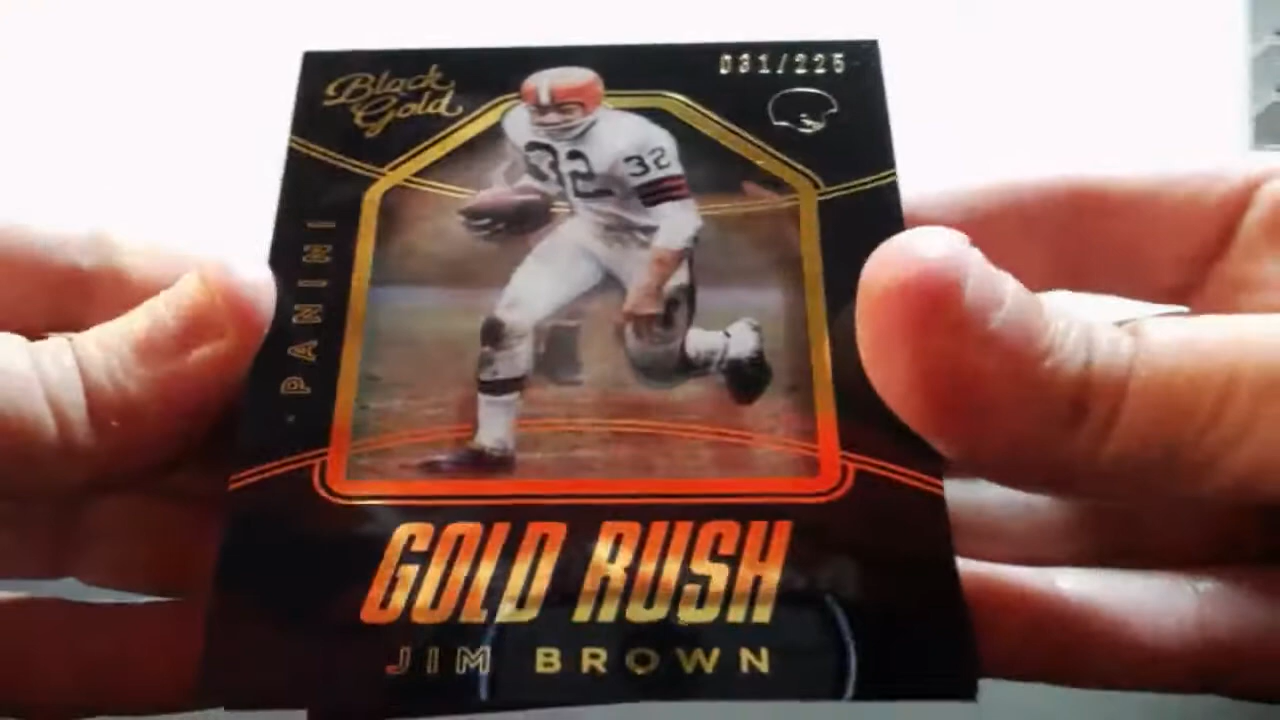 Black
Gold
031/225
PANINI
32
32
GOLD RUSH
JIM BROWN